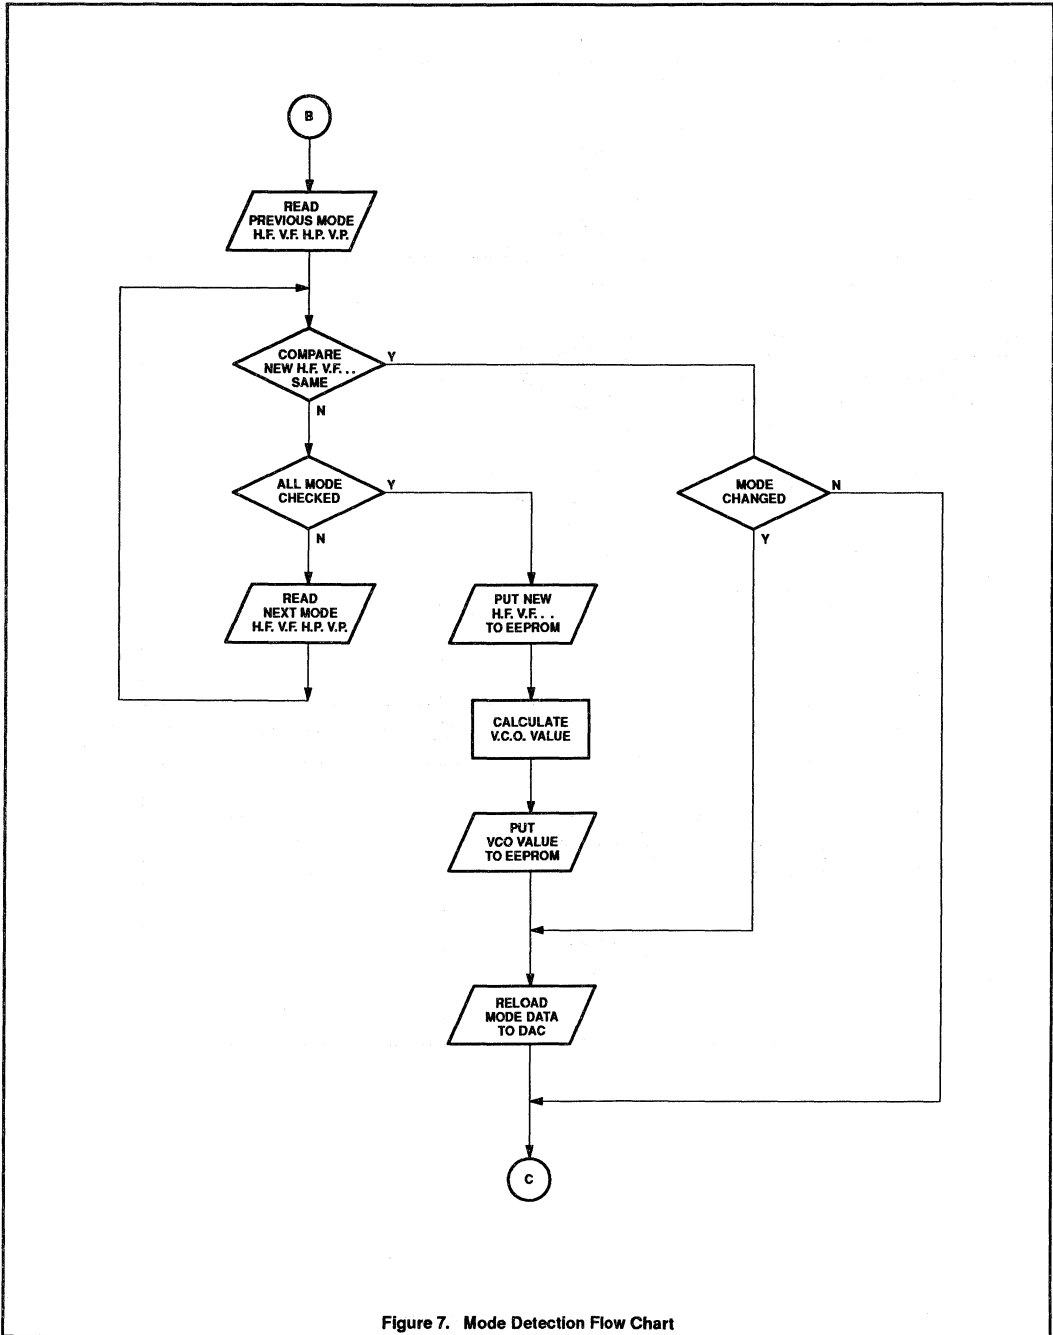 B
READ
PREVIOUS MODE
H.F. V.F. H.P. V.P.
COMPARE
NEW H.F. V.F. . .
SAME
Y
N
ALL MODE
CHECKED
Y
N
MODE
CHANGED
N
Y
READ
NEXT MODE
H.F. V.F. H.P. V.P.
PUT NEW
H.F. V.F. . .
TO EEPROM
CALCULATE
V.C.O. VALUE
PUT
VCO VALUE
TO EEPROM
RELOAD
MODE DATA
TO DAC
C
Figure 7. Mode Detection Flow Chart